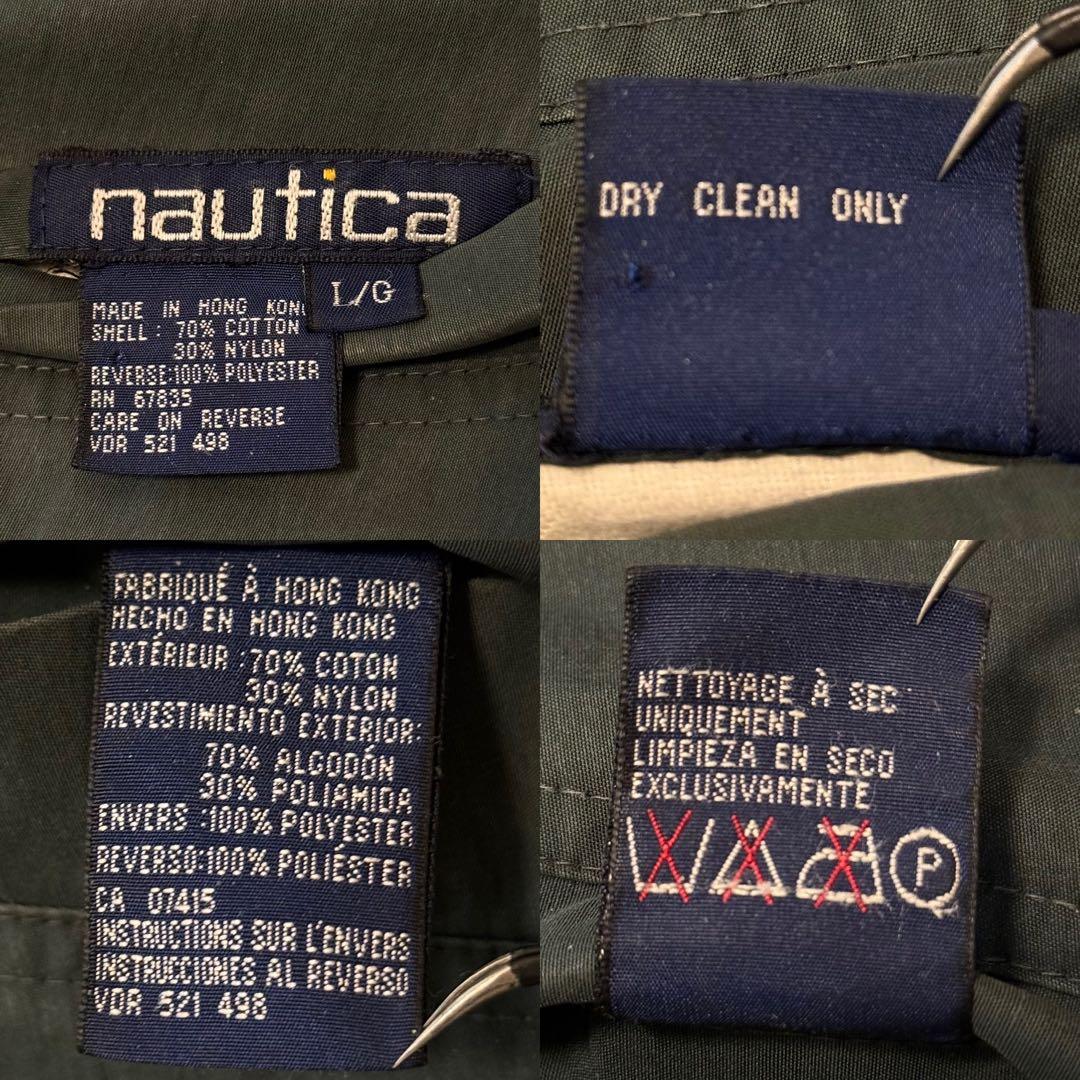 nautica
L/G
MADE IN HONG KON
SHELL: 70% COTTON
30% NYLON
REVERSE:100% POLYESTER
RN 67835
CARE ON REVERSE
VDR 521 498
DRY CLEAN ONLY
FABRIQUÉ À HONG KONG
HECHO EN HONG KONG
EXTÉRIEUR :70% COTON
30% NYLON
REVESTIMIENTO EXTERIOR:
70% ALGODÓN
30% POLIAMIDA
ENVERS :100% POLYESTER
REVERSO:100% POLIÉSTER
CA 07415
INSTRUCTIONS SUR L'ENVERS
INSTRUCCIONES AL REVERSO
VDR 521 498
NETTOYAGE À SEC
UNIQUEMENT
LIMPIEZA EN SECO
EXCLUSIVAMENTE
P